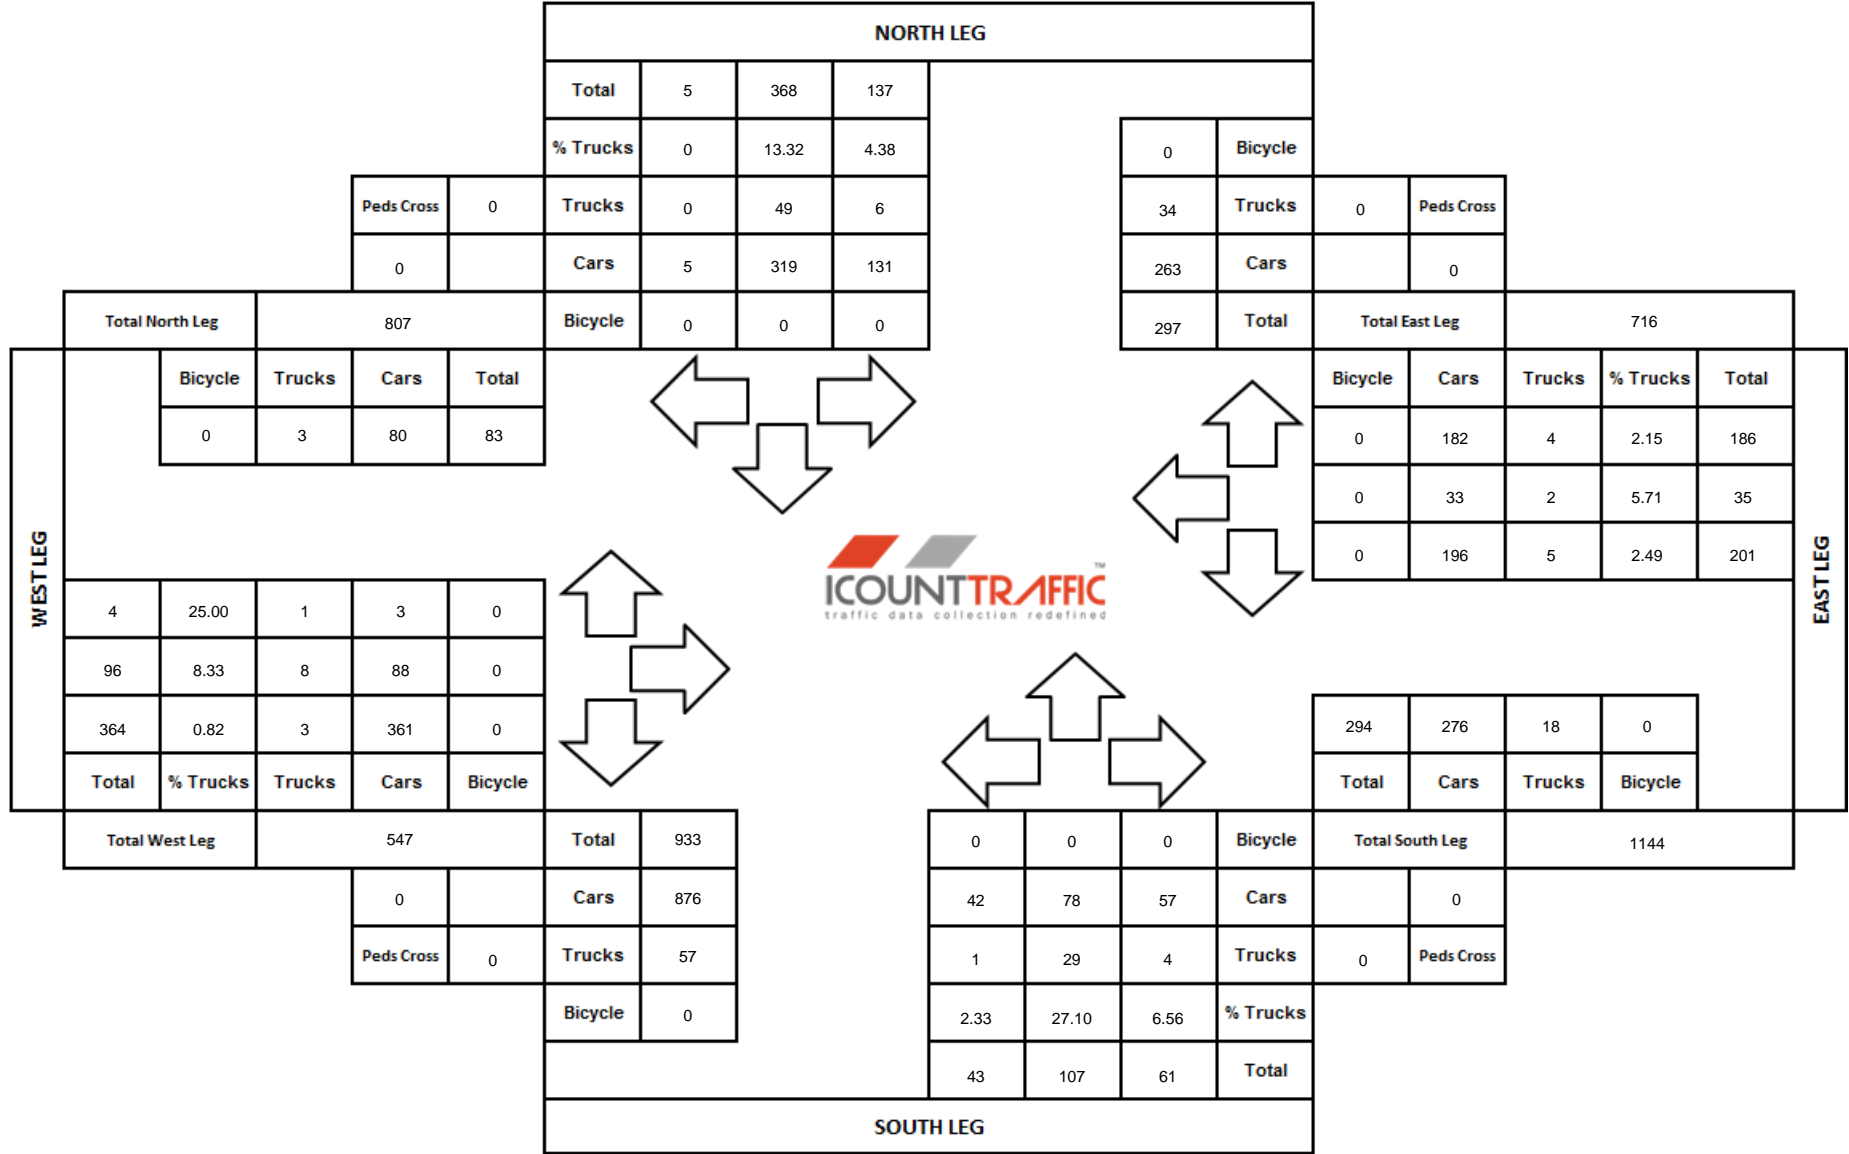 NORTH LEG
Total 5 368 137
% Trucks 0 13.32 4.38 0 Bicycle
Peds Cross 0 Trucks 0 49 6 34 Trucks 0 Peds Cross
0 Cars 5 319 131 263 Cars 0
Total North Leg 807 Bicycle 0 0 0 297 Total Total East Leg 716
Bicycle Trucks Cars Total Bicycle Cars Trucks % Trucks Total
0 3 80 83 0 182 4 2.15 186
0 33 2 5.71 35
0 196 5 2.49 201
WEST LEG
EAST LEG
ICOUNTTRAFFIC™
traffic data collection redefined
4 25.00 1 3 0
96 8.33 8 88 0
364 0.82 3 361 0 294 276 18 0
Total % Trucks Trucks Cars Bicycle Total Cars Trucks Bicycle
Total West Leg 547 Total 933 0 0 0 Bicycle Total South Leg 1144
0 Cars 876 42 78 57 Cars 0
Peds Cross 0 Trucks 57 1 29 4 Trucks 0 Peds Cross
Bicycle 0 2.33 27.10 6.56 % Trucks
43 107 61 Total
SOUTH LEG